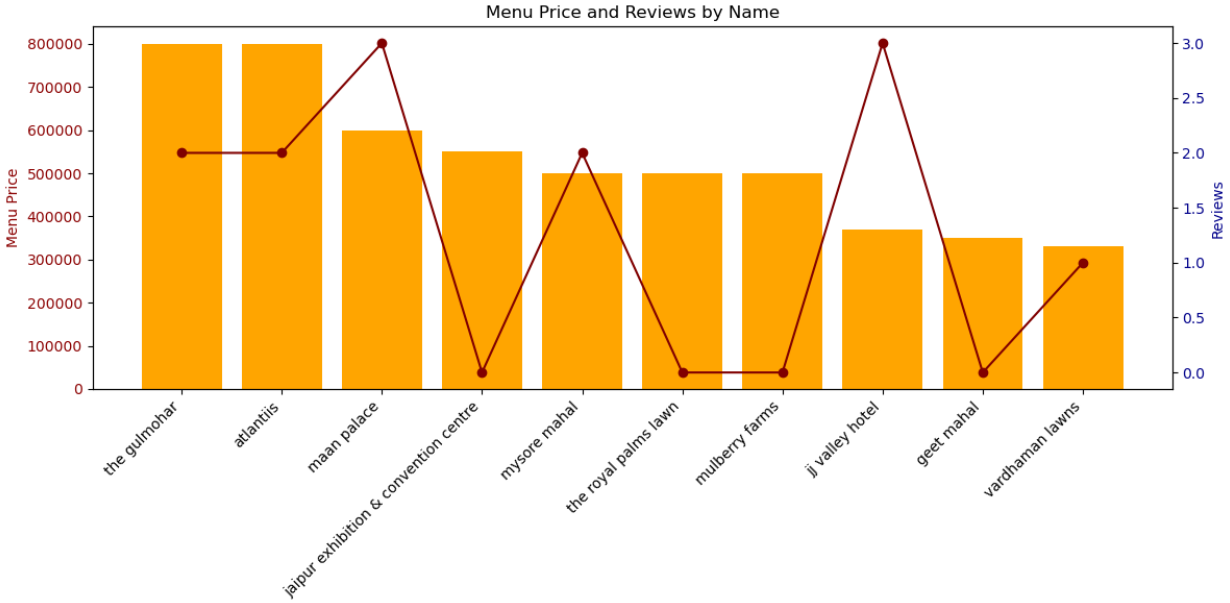 Menu Price and Reviews by Name
Menu Price
800000
700000
600000
500000
400000
300000
200000
100000
0
3.0
2.5
2.0
1.5
1.0
0.5
0.0
Reviews
the gulmohar
atlantiis
maan palace
jaipur exhibition & convention centre
mysore mahal
the royal palms lawn
mulberry farms
jj valley hotel
geet mahal
vardhaman lawns